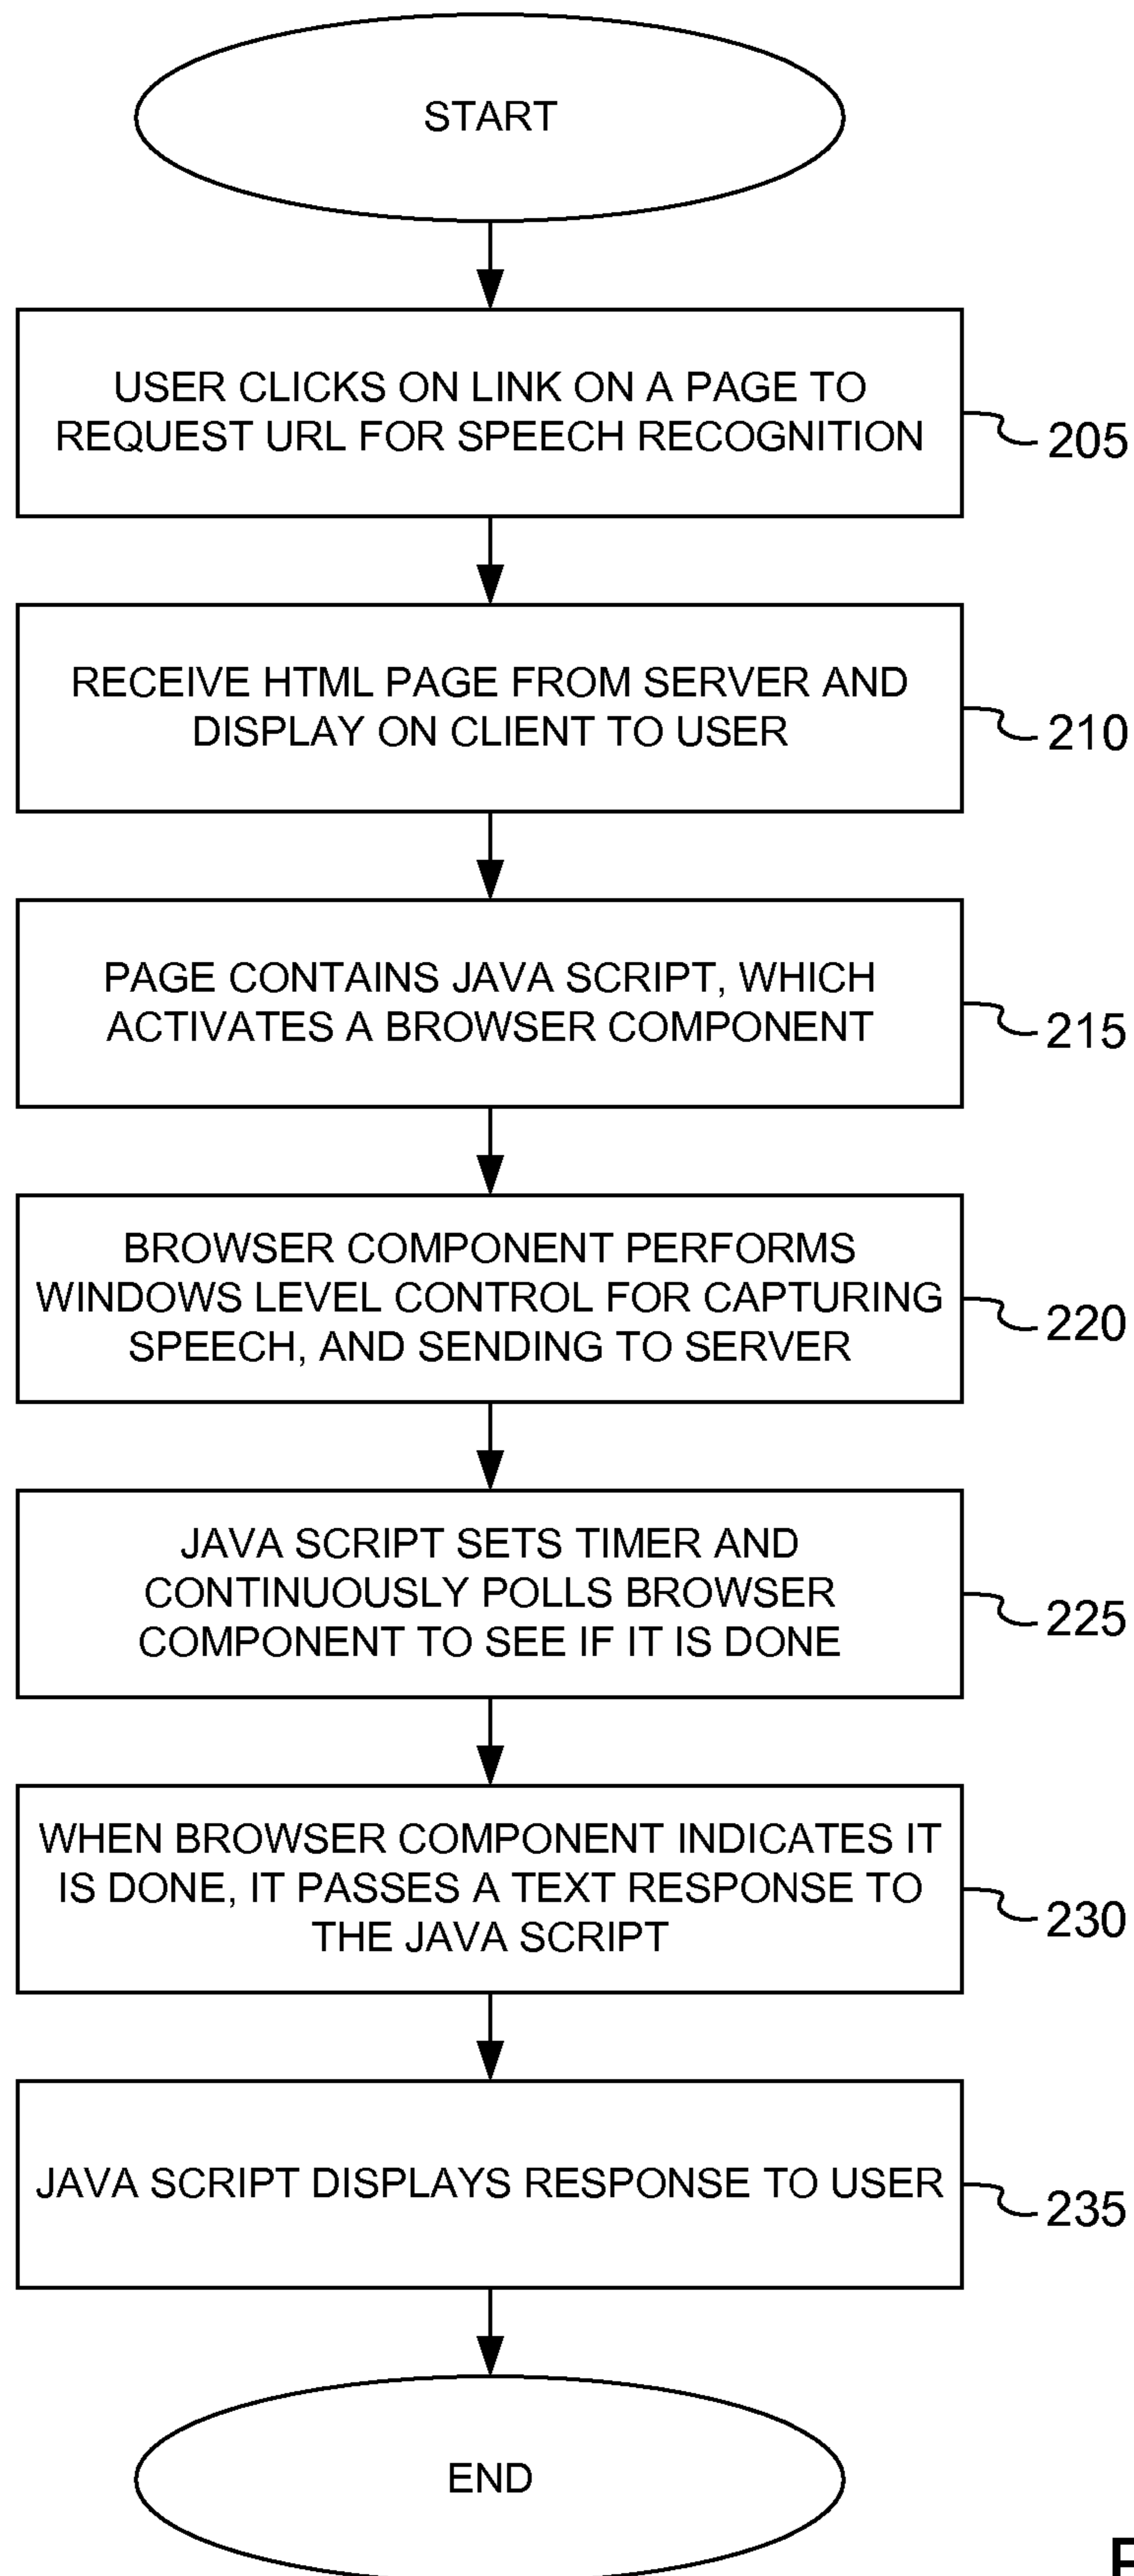 START
USER CLICKS ON LINK ON A PAGE TO
REQUEST URL FOR SPEECH RECOGNITION
205
RECEIVE HTML PAGE FROM SERVER AND
DISPLAY ON CLIENT TO USER
210
PAGE CONTAINS JAVA SCRIPT, WHICH
ACTIVATES A BROWSER COMPONENT
215
BROWSER COMPONENT PERFORMS
WINDOWS LEVEL CONTROL FOR CAPTURING
SPEECH, AND SENDING TO SERVER
220
JAVA SCRIPT SETS TIMER AND
CONTINUOUSLY POLLS BROWSER
COMPONENT TO SEE IF IT IS DONE
225
WHEN BROWSER COMPONENT INDICATES IT
IS DONE, IT PASSES A TEXT RESPONSE TO
THE JAVA SCRIPT
230
JAVA SCRIPT DISPLAYS RESPONSE TO USER
235
END